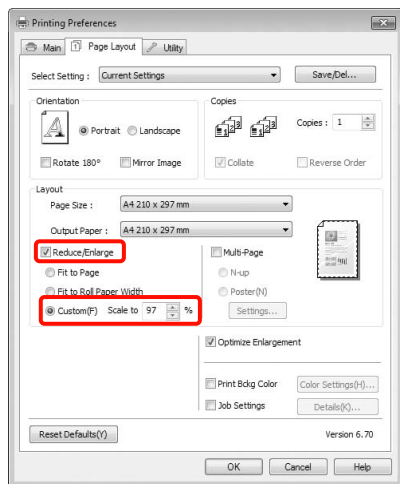 Printing Preferences
Main Page Layout Utility
Select Setting : Current Settings Save/Del...
Orientation Copies
Portrait Landscape Copies : 1
Rotate 180° Mirror Image Collate Reverse Order
Layout
Page Size : A4 210 x 297 mm
Output Paper : A4 210 x 297 mm
Reduce/Enlarge Multi-Page
Fit to Page N-up
Fit to Roll Paper Width Poster(N)
Custom(F) Scale to 97 % Settings...
Optimize Enlargement
Print Bckg Color Color Settings(H)...
Job Settings Details(K)...
Reset Defaults(Y) Version 6.70
OK Cancel Help